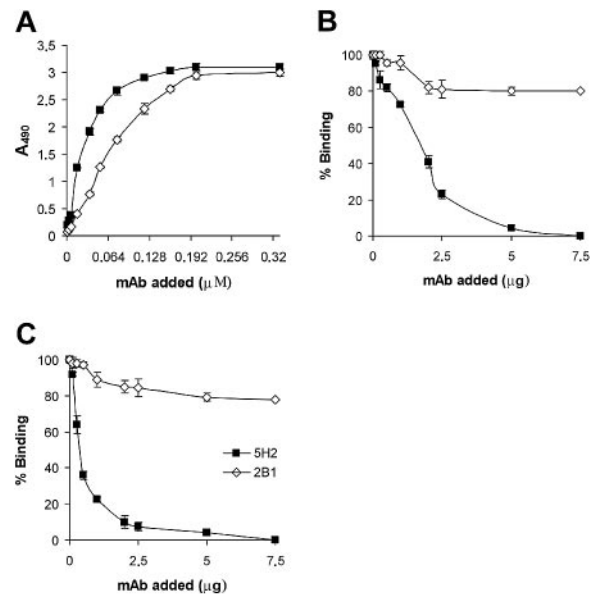 A
3,5
3
2,5
2
1,5
1
0,5
0
A490
0 0,064 0,128 0,192 0,256 0,32
mAb added (μM)
B
100
80
60
40
20
0
% Binding
0 2,5 5 7,5
mAb added (μg)
C
100
80
60
40
20
0
% Binding
5H2
2B1
0 2,5 5 7,5
mAb added (μg)